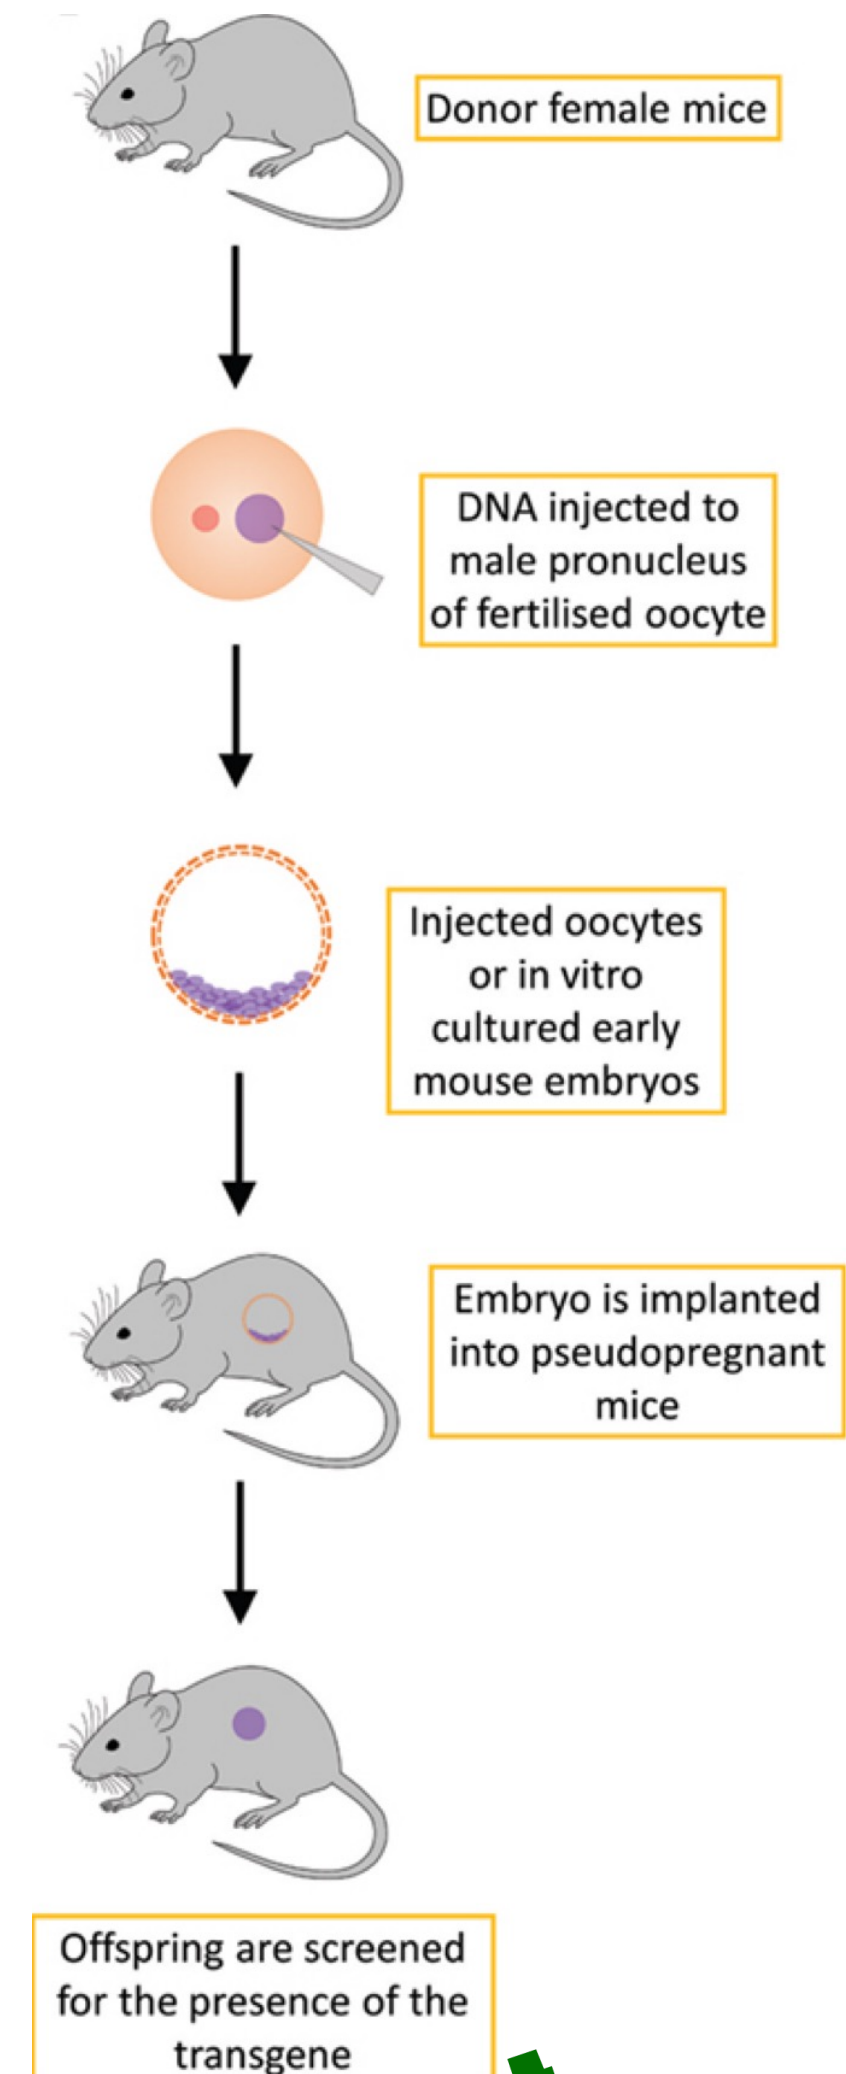 Donor female mice
DNA injected to
male pronucleus
of fertilised oocyte
Injected oocytes
or in vitro
cultured early
mouse embryos
Embryo is implanted
into pseudopregnant
mice
Offspring are screened
for the presence of the
transgene